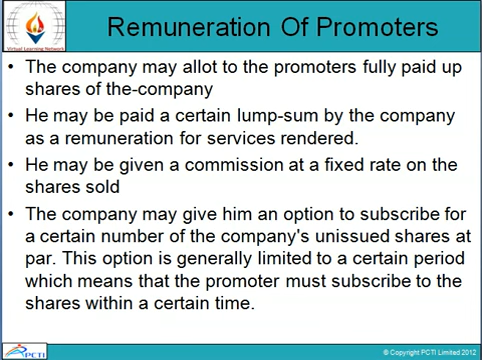 Remuneration Of Promoters
Virtual Learning Network
• The company may allot to the promoters fully paid up
shares of the-company
• He may be paid a certain lump-sum by the company
as a remuneration for services rendered.
• He may be given a commission at a fixed rate on the
shares sold
• The company may give him an option to subscribe for
a certain number of the company's unissued shares at
par. This option is generally limited to a certain period
which means that the promoter must subscribe to the
shares within a certain time.
PCTI
© Copyright PCTI Limited 2012